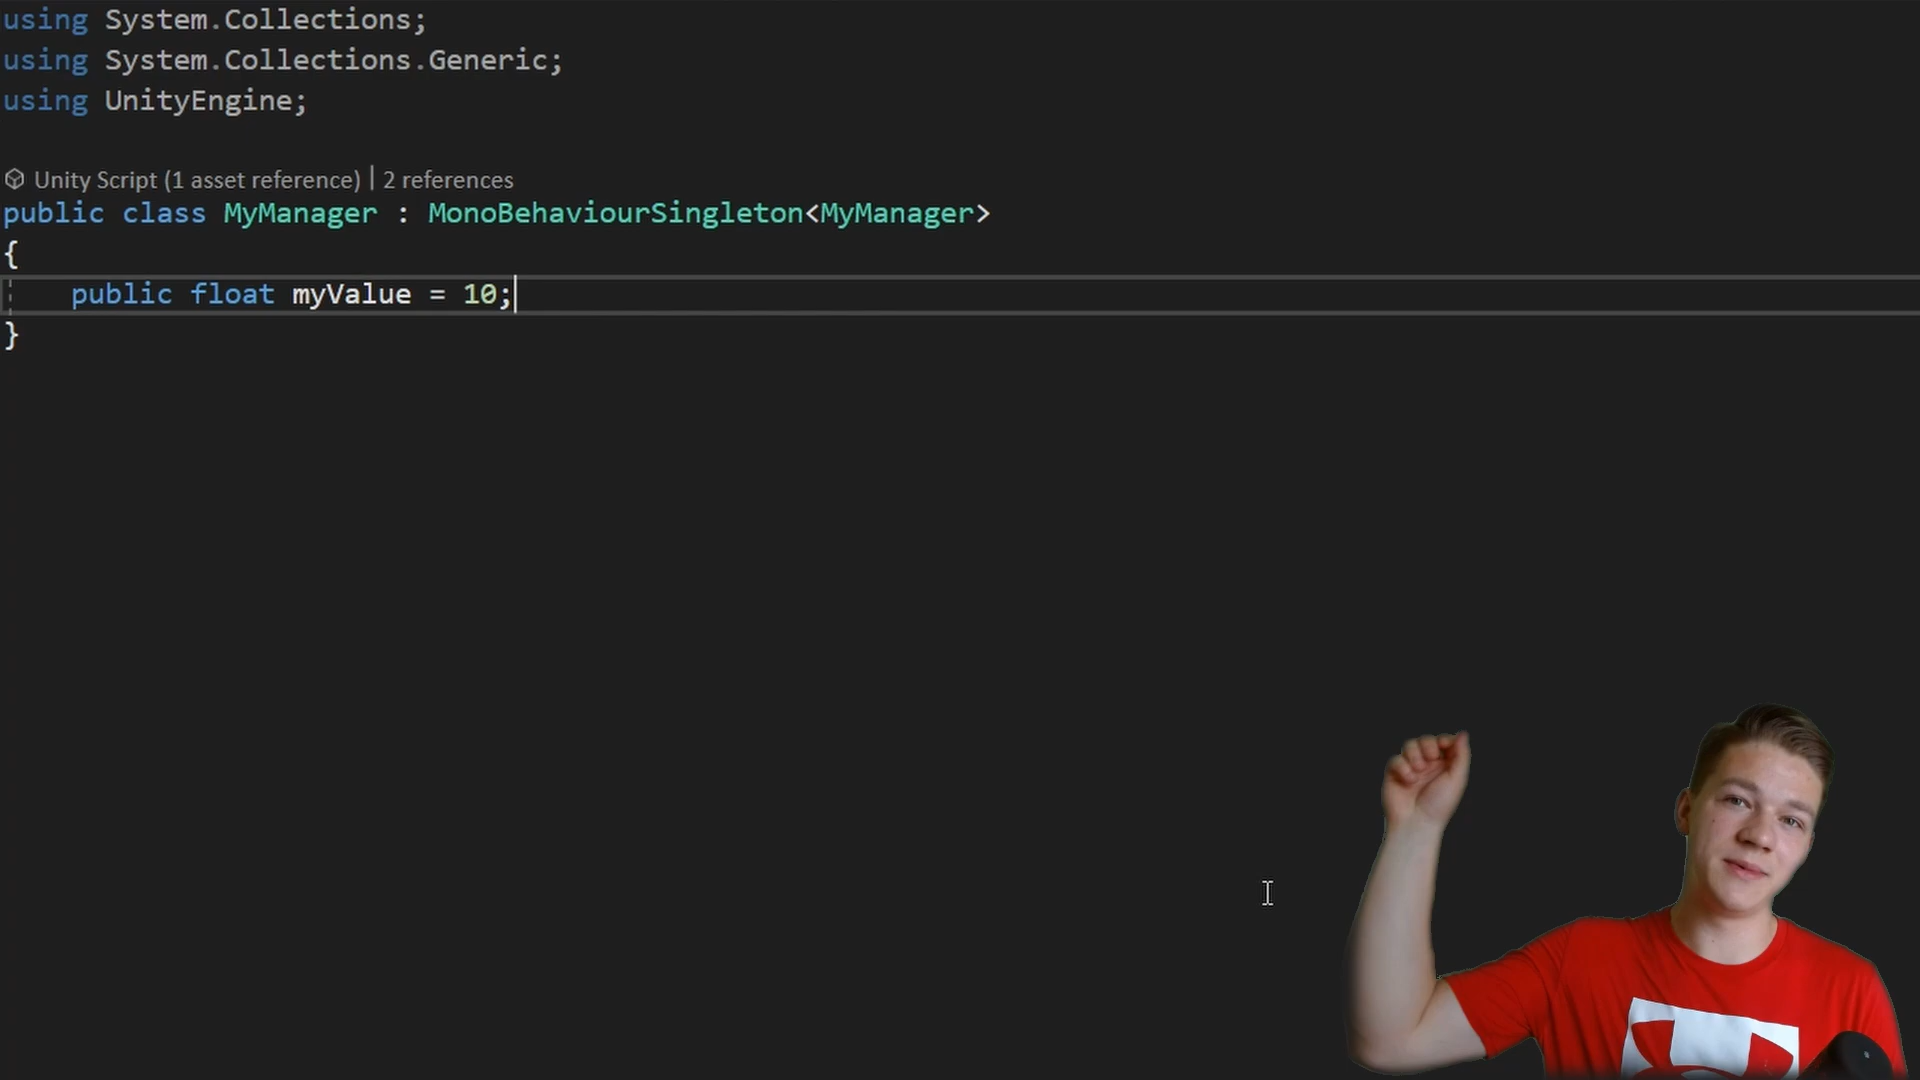 using System.Collections;
using System.Collections.Generic;
using UnityEngine;
Unity Script (1 asset reference) | 2 references
public class MyManager : MonoBehaviourSingleton<MyManager>
{
public float myValue = 10;
}